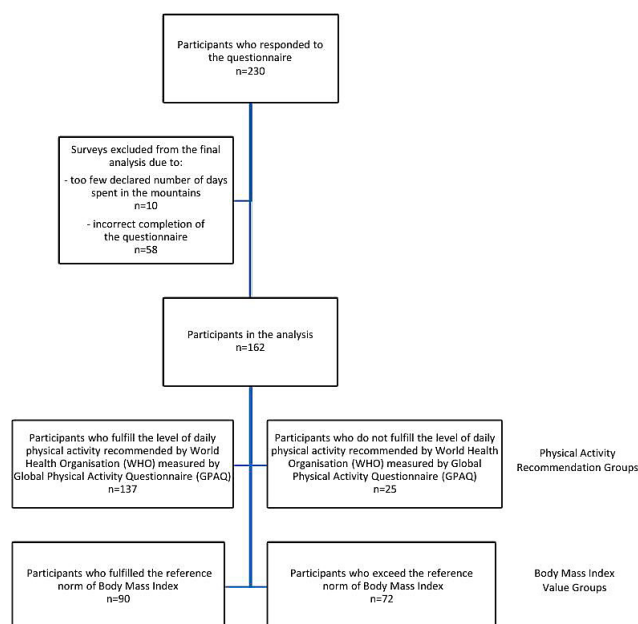 Participants who responded to
the questionnaire
n=230
Surveys excluded from the final
analysis due to:
- too few declared number of days
spent in the mountains
n=10
- incorrect completion of
the questionnaire
n=58
Participants in the analysis
n=162
Participants who fulfill the level of daily
physical activity recommended by World
Health Organisation (WHO) measured by
Global Physical Activity Questionnaire (GPAQ)
n=137
Participants who do not fulfill the level of daily
physical activity recommended by World Health
Organisation (WHO) measured by Global
Physical Activity Questionnaire (GPAQ)
n=25
Physical Activity
Recommendation Groups
Participants who fulfilled the reference
norm of Body Mass Index
n=90
Participants who exceed the reference
norm of Body Mass Index
n=72
Body Mass Index
Value Groups